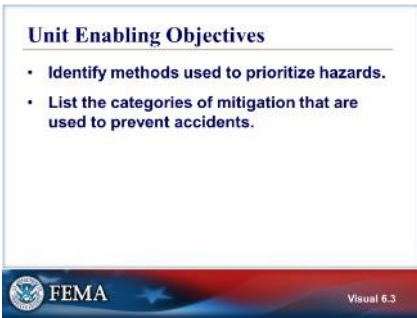 Unit Enabling Objectives
• Identify methods used to prioritize hazards.
• List the categories of mitigation that are
used to prevent accidents.
FEMA
Visual 6.3